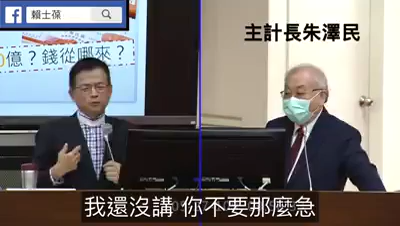 賴士葆
主計長朱澤民
億？錢從哪來？
我還沒講 你不要那麼急